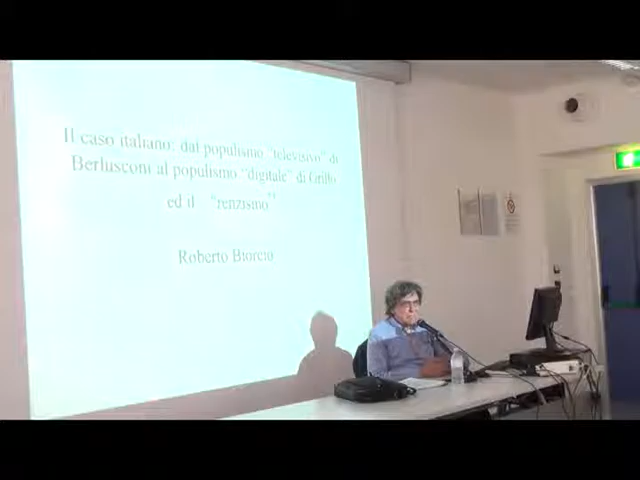 Il caso italiano: dal populismo "televisivo" di
Berlusconi al populismo "digitale" di Grillo
ed il "renzismo"
Roberto Biorcio